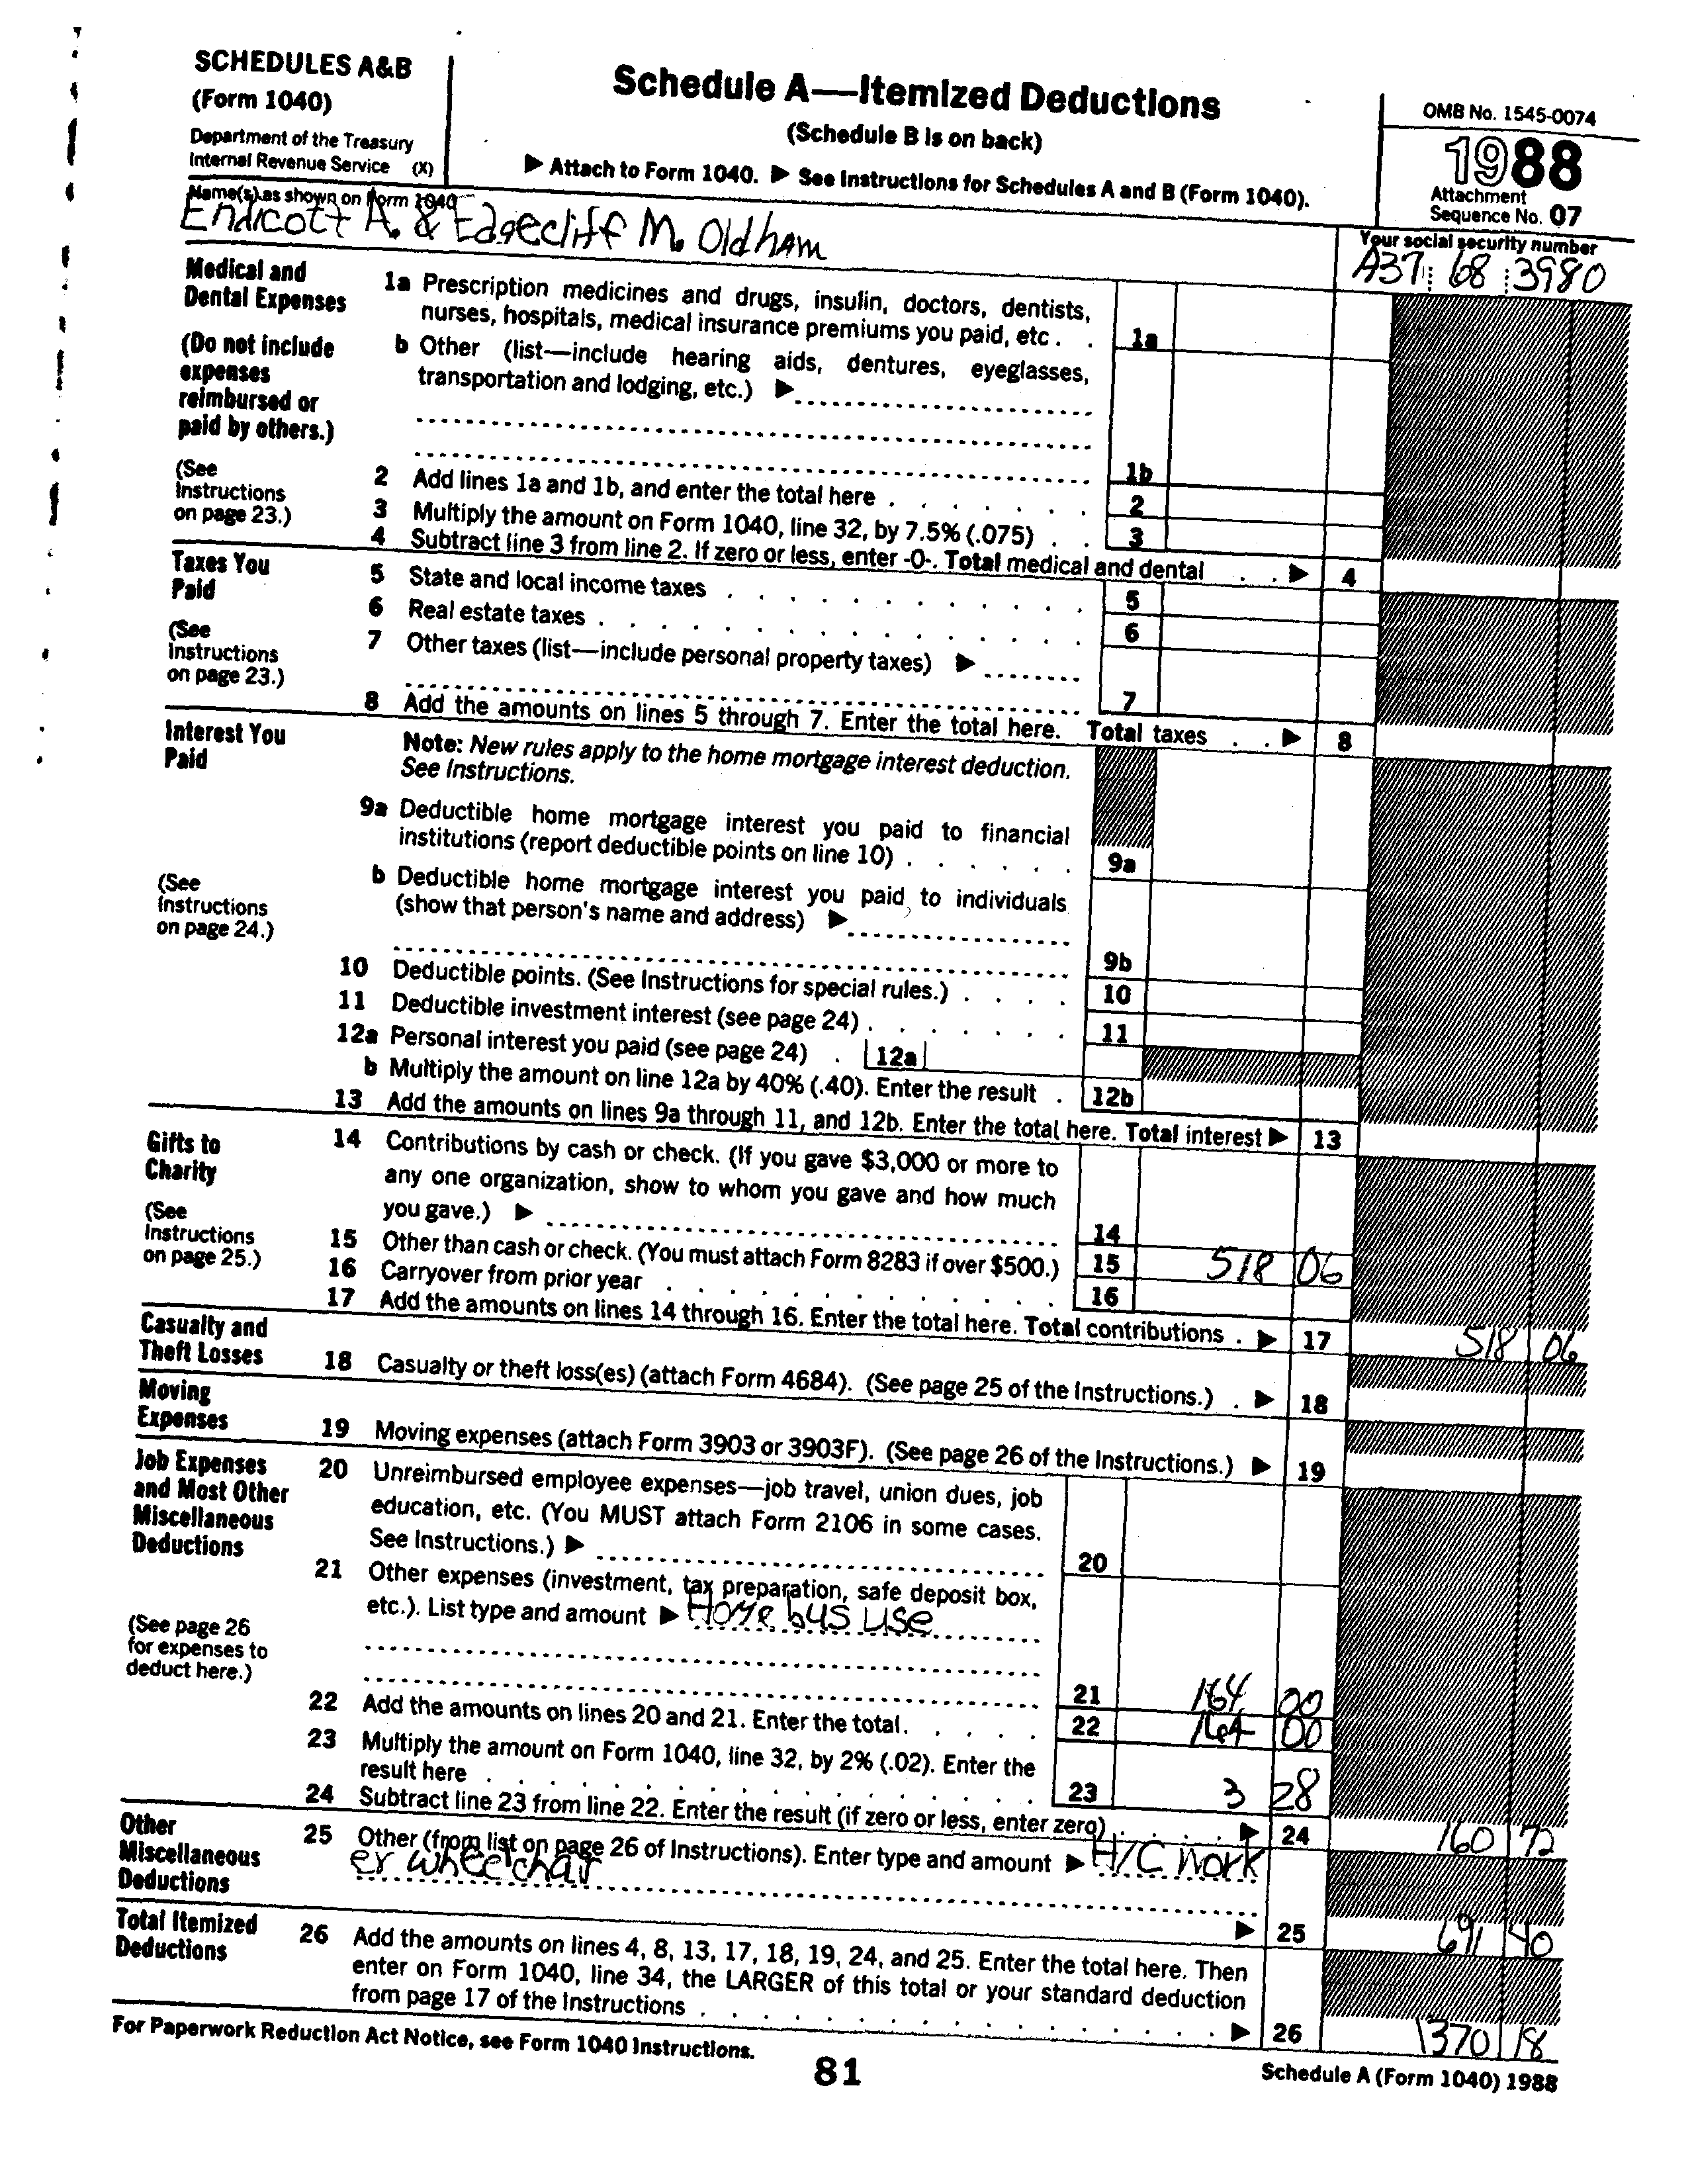 SCHEDULES A&B
(Form 1040)
Department of the Treasury
Internal Revenue Service (X)
Schedule A—Itemized Deductions
(Schedule B is on back)
▶ Attach to Form 1040. ▶ See Instructions for Schedules A and B (Form 1040).
OMB No. 1545-0074
1988
Attachment
Sequence No. 07
Name(s) as shown on Form 1040
Endicott A. & Edgecliff M. Oldham
Your social security number
A37 68 3980
Medical and
Dental Expenses
(Do not include
expenses
reimbursed or
paid by others.)
(See
Instructions
on page 23.)
1a Prescription medicines and drugs, insulin, doctors, dentists,
nurses, hospitals, medical insurance premiums you paid, etc . . 1a
b Other (list—include hearing aids, dentures, eyeglasses,
transportation and lodging, etc.) ▶
1b
2 Add lines 1a and 1b, and enter the total here . . . . . . . 2
3 Multiply the amount on Form 1040, line 32, by 7.5% (.075) . . 3
4 Subtract line 3 from line 2. If zero or less, enter -0-. Total medical and dental . . ▶ 4
Taxes You
Paid
(See
Instructions
on page 23.)
5 State and local income taxes . . . . . . . . . . . . 5
6 Real estate taxes . . . . . . . . . . . . . . . . 6
7 Other taxes (list—include personal property taxes) ▶
7
8 Add the amounts on lines 5 through 7. Enter the total here. Total taxes . . ▶ 8
Interest You
Paid
(See
Instructions
on page 24.)
Note: New rules apply to the home mortgage interest deduction.
See Instructions.
9a Deductible home mortgage interest you paid to financial
institutions (report deductible points on line 10) . . . . . . 9a
b Deductible home mortgage interest you paid to individuals
(show that person's name and address) ▶
9b
10 Deductible points. (See Instructions for special rules.) . . . . 10
11 Deductible investment interest (see page 24) . . . . . . . 11
12a Personal interest you paid (see page 24) . 12a
b Multiply the amount on line 12a by 40% (.40). Enter the result . 12b
13 Add the amounts on lines 9a through 11, and 12b. Enter the total here. Total interest ▶ 13
Gifts to
Charity
(See
Instructions
on page 25.)
14 Contributions by cash or check. (If you gave $3,000 or more to
any one organization, show to whom you gave and how much
you gave.) ▶
14
15 Other than cash or check. (You must attach Form 8283 if over $500.) 15 518 06
16 Carryover from prior year . . . . . . . . . . . . . . 16
17 Add the amounts on lines 14 through 16. Enter the total here. Total contributions . ▶ 17 518 06
Casualty and
Theft Losses
18 Casualty or theft loss(es) (attach Form 4684). (See page 25 of the Instructions.) . ▶ 18
Moving
Expenses
19 Moving expenses (attach Form 3903 or 3903F). (See page 26 of the Instructions.) ▶ 19
Job Expenses
and Most Other
Miscellaneous
Deductions
(See page 26
for expenses to
deduct here.)
20 Unreimbursed employee expenses—job travel, union dues, job
education, etc. (You MUST attach Form 2106 in some cases.
See Instructions.) ▶
20
21 Other expenses (investment, tax preparation, safe deposit box,
etc.). List type and amount ▶ Home bus use
21 164 00
22 Add the amounts on lines 20 and 21. Enter the total . . . . . 22 164 00
23 Multiply the amount on Form 1040, line 32, by 2% (.02). Enter the
result here . . . . . . . . . . . . . . . . . . 23 3 28
24 Subtract line 23 from line 22. Enter the result (if zero or less, enter zero) . . . . . ▶ 24 160 72
Other
Miscellaneous
Deductions
25 Other (from list on page 26 of Instructions). Enter type and amount ▶ H/C work
er wheelchair
▶ 25 691 40
Total Itemized
Deductions
26 Add the amounts on lines 4, 8, 13, 17, 18, 19, 24, and 25. Enter the total here. Then
enter on Form 1040, line 34, the LARGER of this total or your standard deduction
from page 17 of the Instructions . . . . . . . . . . . . . . . . . ▶ 26 1370 18
For Paperwork Reduction Act Notice, see Form 1040 Instructions.
81
Schedule A (Form 1040) 1988